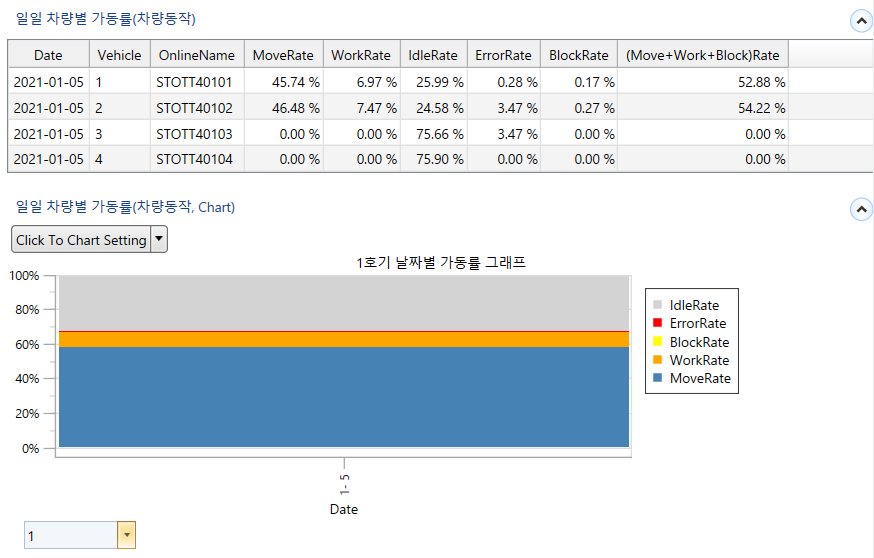 일일 차량별 가동률(차량동작)
Date Vehicle OnlineName MoveRate WorkRate IdleRate ErrorRate BlockRate (Move+Work+Block)Rate
2021-01-05 1 STOTT40101 45.74 % 6.97 % 25.99 % 0.28 % 0.17 % 52.88 %
2021-01-05 2 STOTT40102 46.48 % 7.47 % 24.58 % 3.47 % 0.27 % 54.22 %
2021-01-05 3 STOTT40103 0.00 % 0.00 % 75.66 % 3.47 % 0.00 % 0.00 %
2021-01-05 4 STOTT40104 0.00 % 0.00 % 75.90 % 0.00 % 0.00 % 0.00 %
일일 차량별 가동률(차량동작, Chart)
Click To Chart Setting
1호기 날짜별 가동률 그래프
100%
80%
60%
40%
20%
0%
IdleRate
ErrorRate
BlockRate
WorkRate
MoveRate
1- 5
Date
1